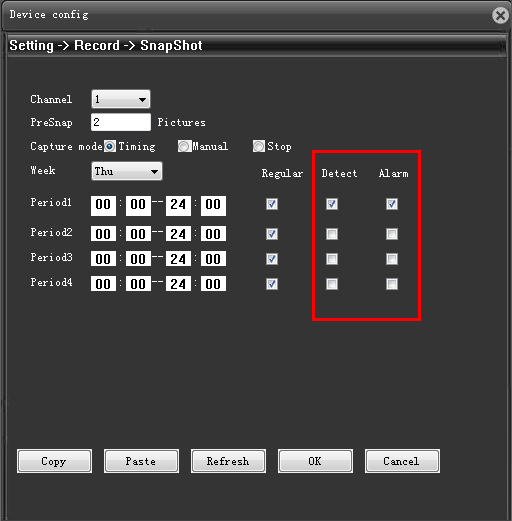 Device config
Setting -> Record -> SnapShot
Channel 1
PreSnap 2 Pictures
Capture mode Timing Manual Stop
Week Thu Regular Detect Alarm
Period1 00 : 00 -- 24 : 00
Period2 00 : 00 -- 24 : 00
Period3 00 : 00 -- 24 : 00
Period4 00 : 00 -- 24 : 00
Copy Paste Refresh OK Cancel